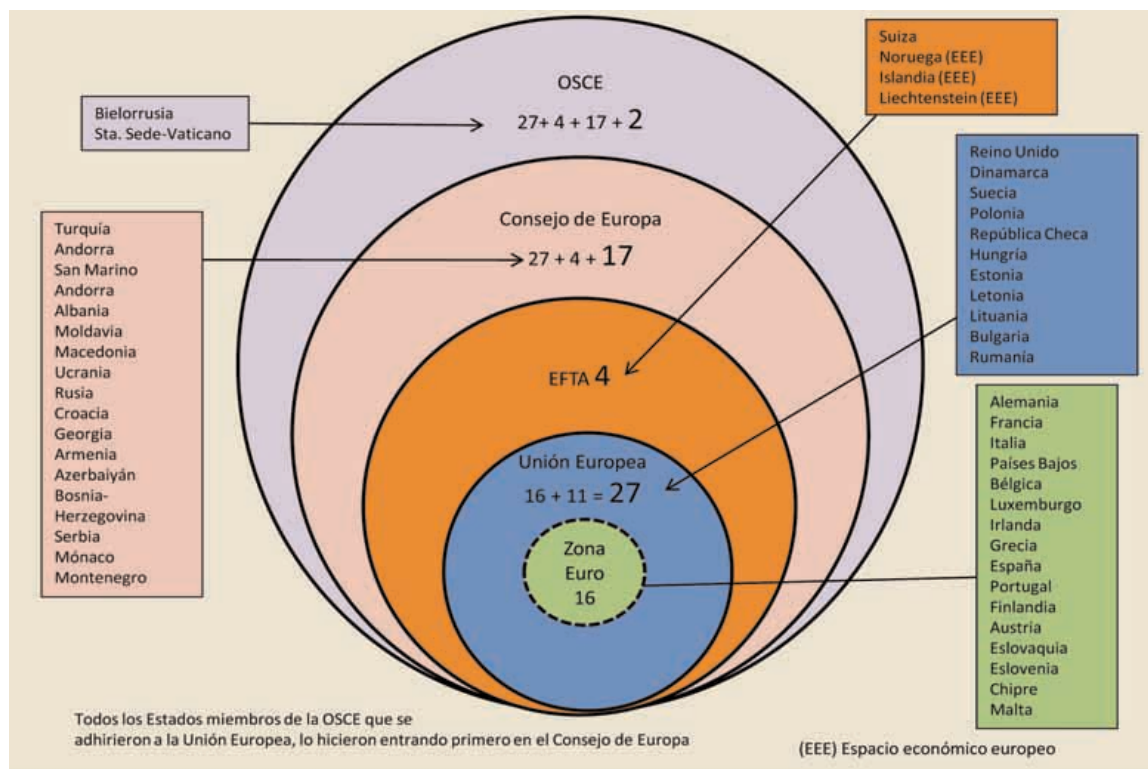 OSCE
27+ 4 + 17 + 2
Bielorrusia
Sta. Sede-Vaticano
Consejo de Europa
27 + 4 + 17
Turquía
Andorra
San Marino
Andorra
Albania
Moldavia
Macedonia
Ucrania
Rusia
Croacia
Georgia
Armenia
Azerbaiyán
Bosnia-
Herzegovina
Serbia
Mónaco
Montenegro
EFTA 4
Suiza
Noruega (EEE)
Islandia (EEE)
Liechtenstein (EEE)
Unión Europea
16 + 11 = 27
Reino Unido
Dinamarca
Suecia
Polonia
República Checa
Hungría
Estonia
Letonia
Lituania
Bulgaria
Rumanía
Zona
Euro
16
Alemania
Francia
Italia
Países Bajos
Bélgica
Luxemburgo
Irlanda
Grecia
España
Portugal
Finlandia
Austria
Eslovaquia
Eslovenia
Chipre
Malta
Todos los Estados miembros de la OSCE que se
adhirieron a la Unión Europea, lo hicieron entrando primero en el Consejo de Europa
(EEE) Espacio económico europeo